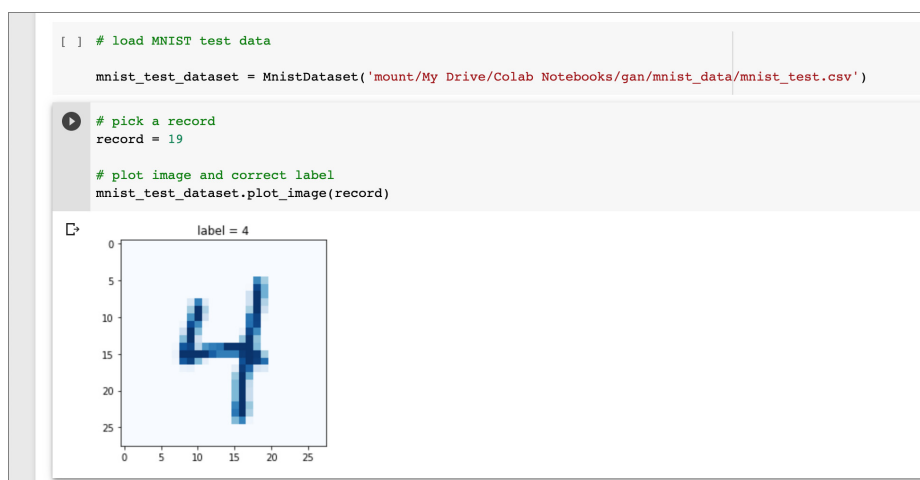 [ ] # load MNIST test data
mnist_test_dataset = MnistDataset('mount/My Drive/Colab Notebooks/gan/mnist_data/mnist_test.csv')
# pick a record
record = 19
# plot image and correct label
mnist_test_dataset.plot_image(record)
label = 4
0
5
10
15
20
25
0 5 10 15 20 25
4